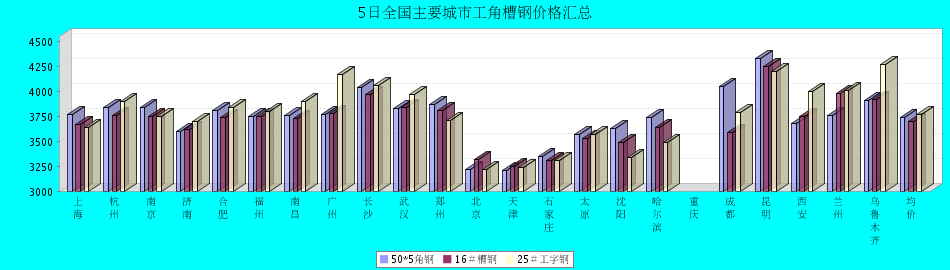 5日全国主要城市工角槽钢价格汇总
4500
4250
4000
3750
3500
3250
3000
上海
杭州
南京
济南
合肥
福州
南昌
广州
长沙
武汉
郑州
北京
天津
石家庄
太原
沈阳
哈尔滨
重庆
成都
昆明
西安
兰州
乌鲁木齐
均价
50*5角钢 16#槽钢 25#工字钢